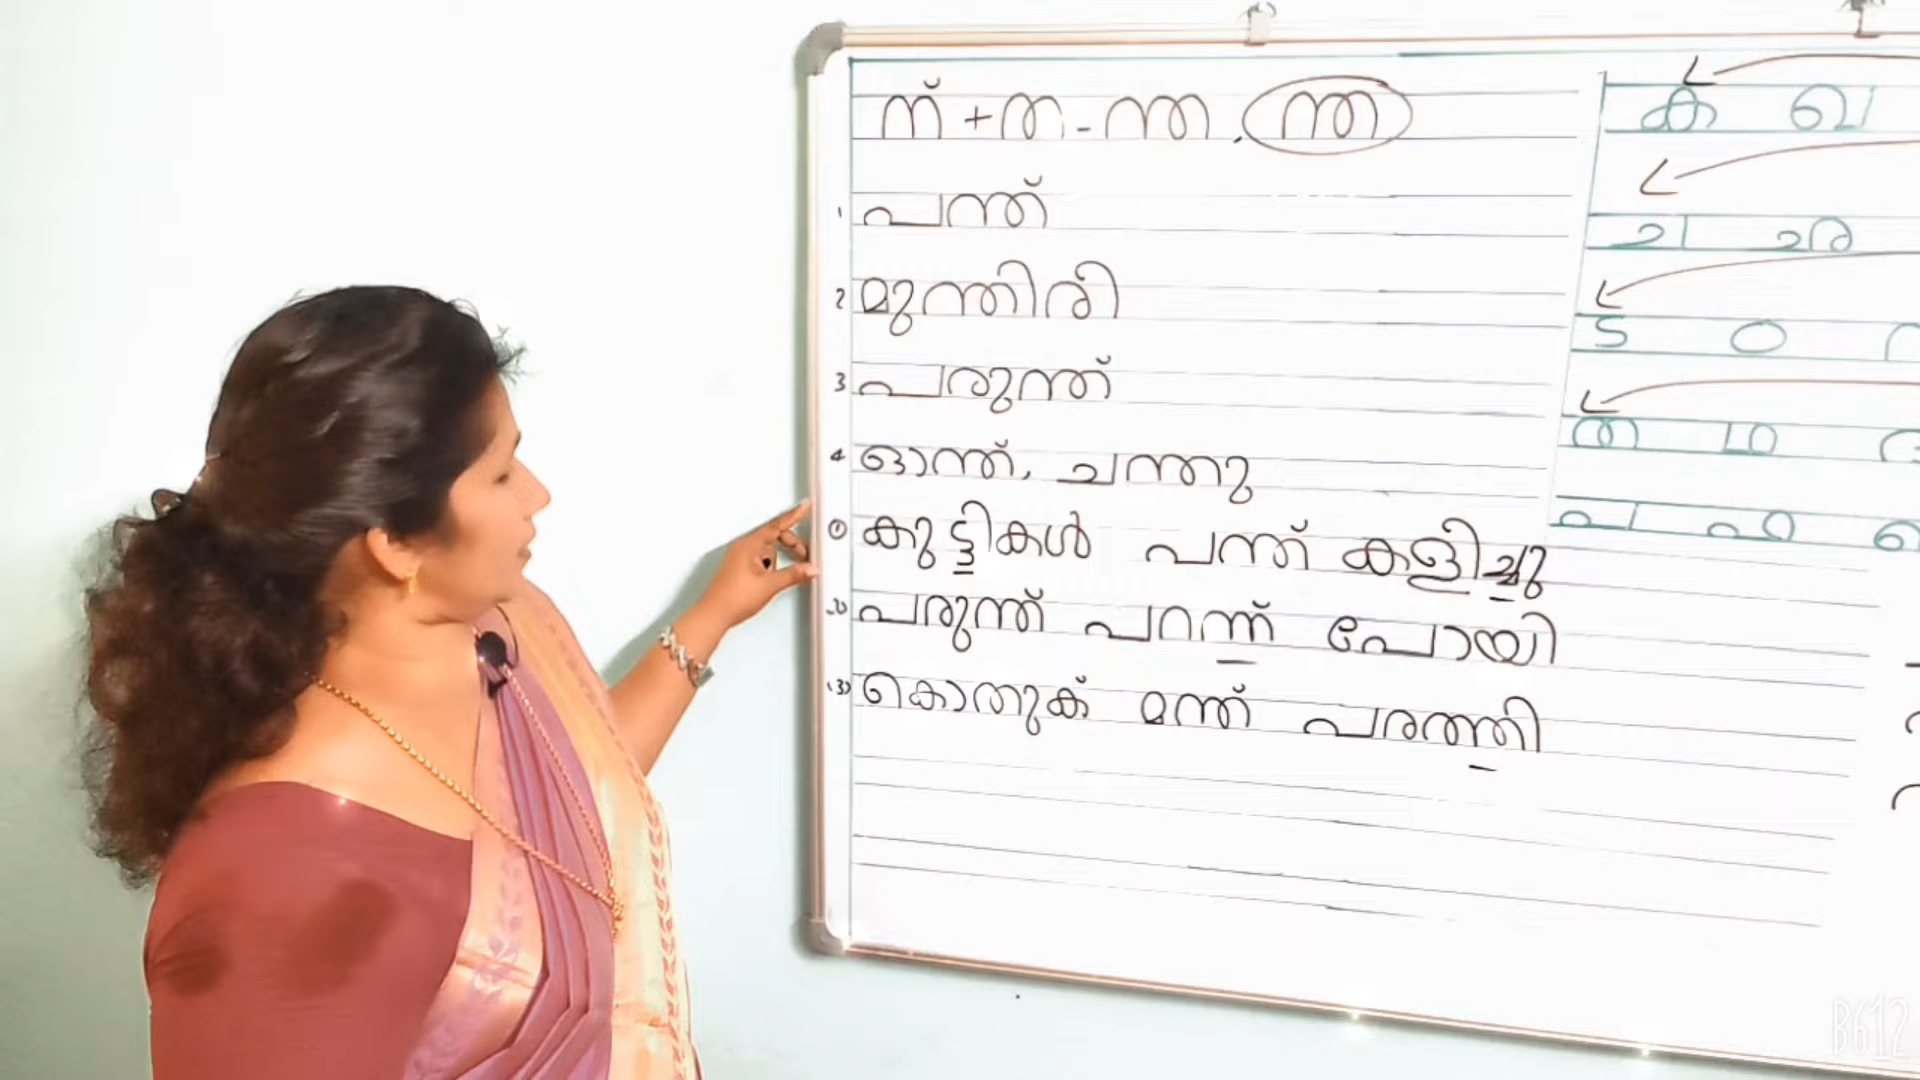 ന് + ത - ന്ത, ന്ത
1 പന്ത്
2 മുന്തിരി
3 പരുന്ത്
4 ഓന്ത്, ചന്തു
(1) കുട്ടികൾ പന്ത് കളിച്ചു
(2) പരുന്ത് പറന്ന് പോയി
(3) കൊതുക് മന്ത് പരത്തി
ക ഖ
ച ഛ
ട ഠ
ത ഥ
പ ഫ
B612